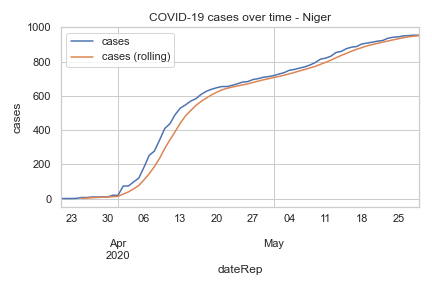 COVID-19 cases over time - Niger
cases
cases (rolling)
1000
800
600
400
200
0
cases
23 30 06 13 20 27 04 11 18 25
Apr May
2020
dateRep